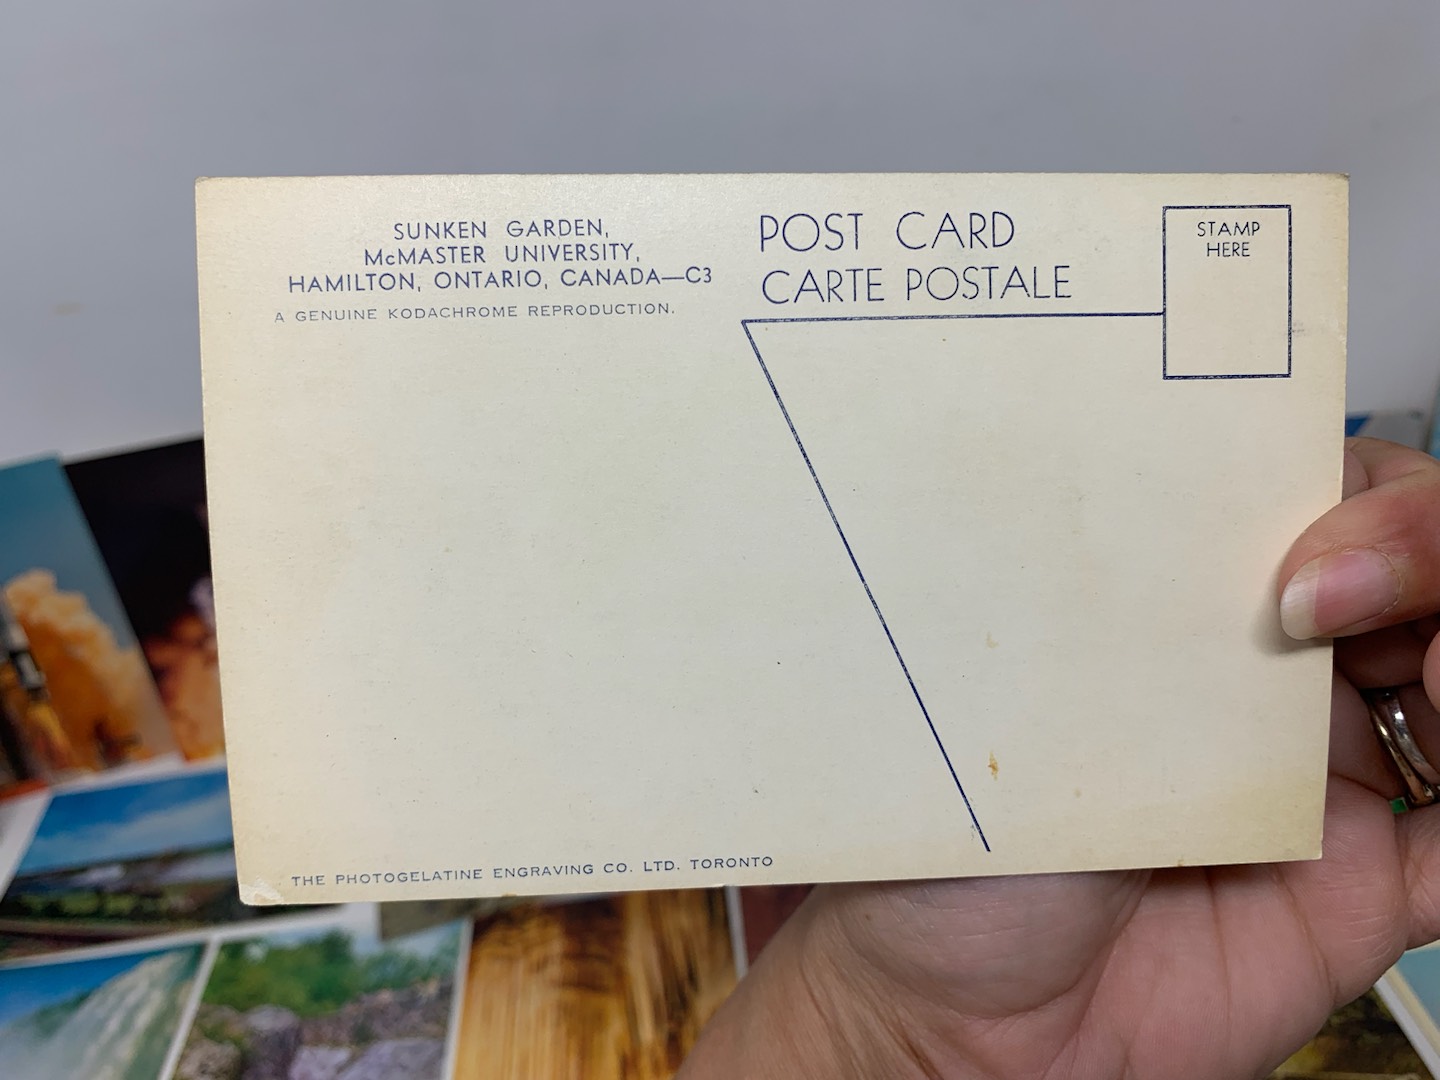 SUNKEN GARDEN,
McMASTER UNIVERSITY,
HAMILTON, ONTARIO, CANADA—C3
A GENUINE KODACHROME REPRODUCTION.
POST CARD
CARTE POSTALE
STAMP
HERE
THE PHOTOGELATINE ENGRAVING CO. LTD. TORONTO